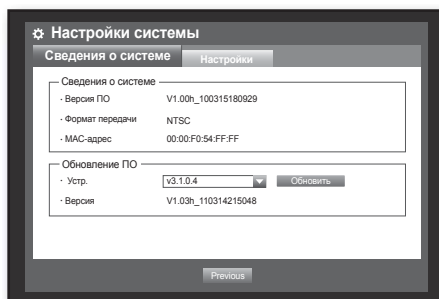 Настройки системы
Сведения о системе Настройки
Сведения о системе
· Версия ПО V1.00h_100315180929
· Формат передачи NTSC
· MAC-адрес 00:00:F0:54:FF:FF
Обновление ПО
· Устр. v3.1.0.4 Обновить
· Версия V1.03h_110314215048
Previous